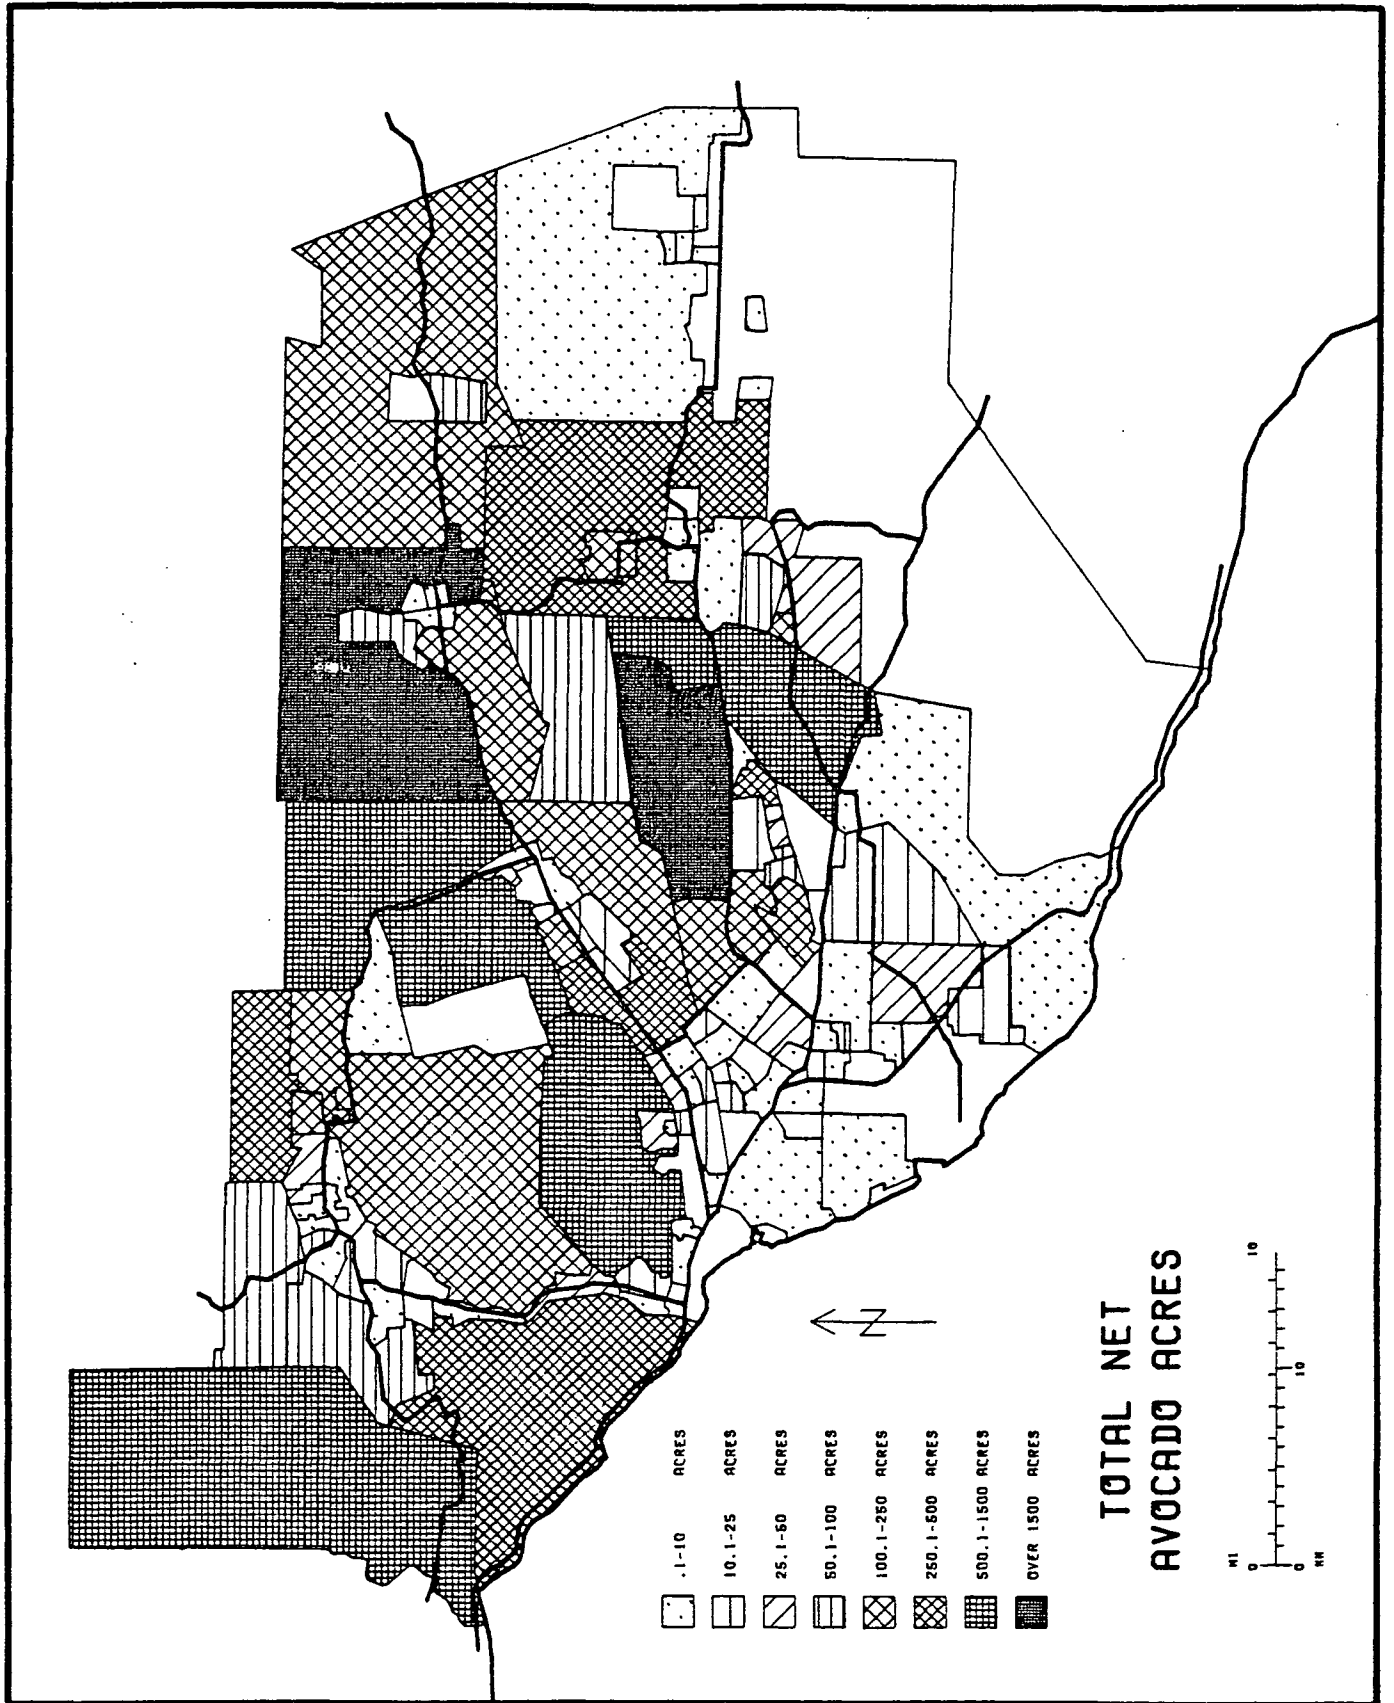 .1-10 ACRES
10.1-25 ACRES
25.1-50 ACRES
50.1-100 ACRES
100.1-250 ACRES
250.1-500 ACRES
500.1-1500 ACRES
OVER 1500 ACRES
TOTAL NET
AVOCADO ACRES
N
MI
0 10
0 10
KM